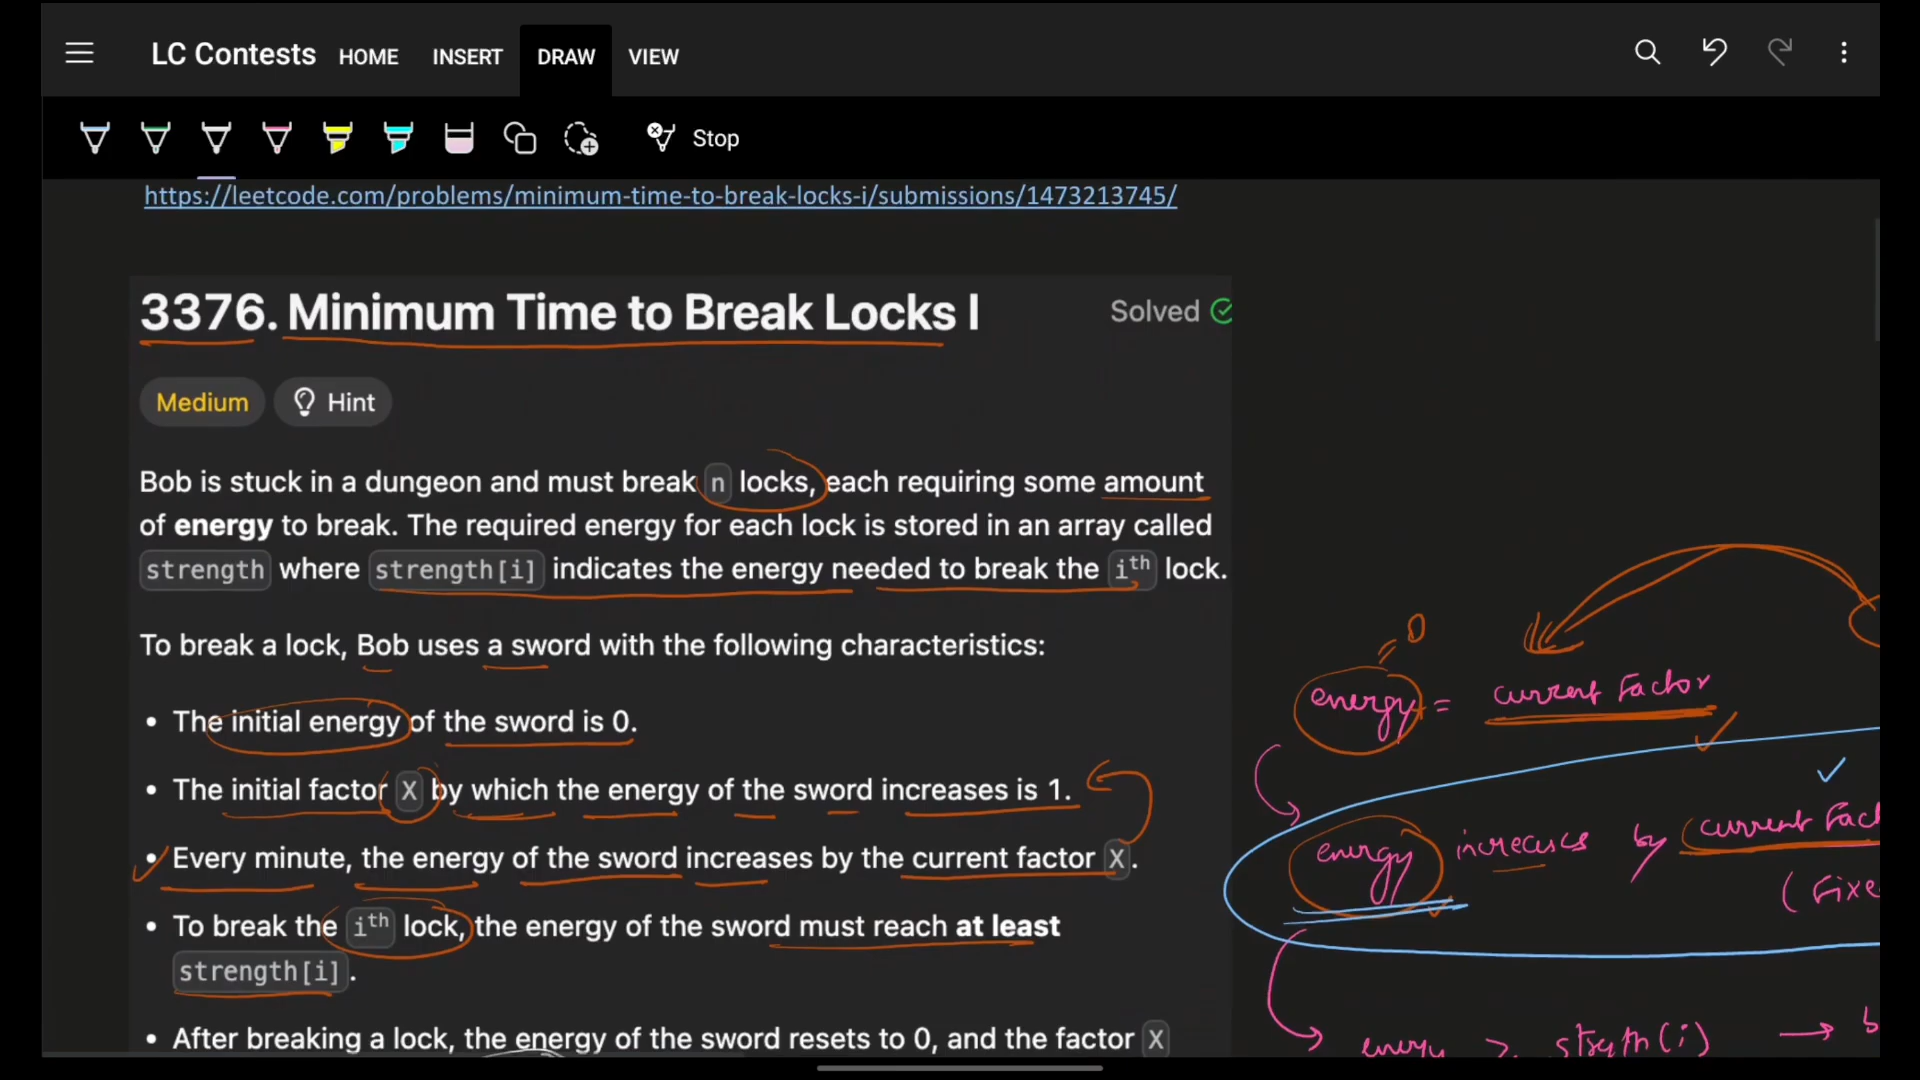 LC Contests HOME INSERT DRAW VIEW
Stop
https://leetcode.com/problems/minimum-time-to-break-locks-i/submissions/1473213745/
3376. Minimum Time to Break Locks I
Solved
Medium Hint
Bob is stuck in a dungeon and must break n locks, each requiring some amount
of energy to break. The required energy for each lock is stored in an array called
strength where strength[i] indicates the energy needed to break the ith lock.
To break a lock, Bob uses a sword with the following characteristics:
• The initial energy of the sword is 0.
• The initial factor X by which the energy of the sword increases is 1.
• Every minute, the energy of the sword increases by the current factor X.
• To break the ith lock, the energy of the sword must reach at least
strength[i].
• After breaking a lock, the energy of the sword resets to 0, and the factor X
= 0
energy = current factor
energy increases by current fac
(Fixe
energy >